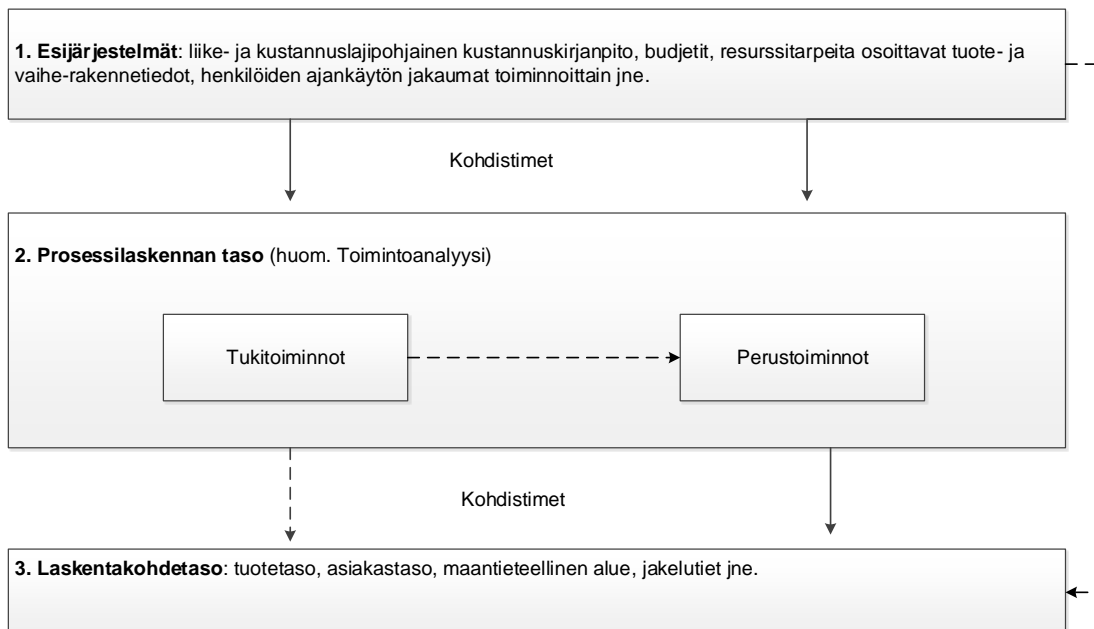 1. Esijärjestelmät: liike- ja kustannuslajipohjainen kustannuskirjanpito, budjetit, resurssitarpeita osoittavat tuote- ja
vaihe-rakennetiedot, henkilöiden ajankäytön jakaumat toiminnoittain jne.
Kohdistimet
2. Prosessilaskennan taso (huom. Toimintoanalyysi)
Tukitoiminnot
Perustoiminnot
Kohdistimet
3. Laskentakohdetaso: tuotetaso, asiakastaso, maantieteellinen alue, jakelutiet jne.